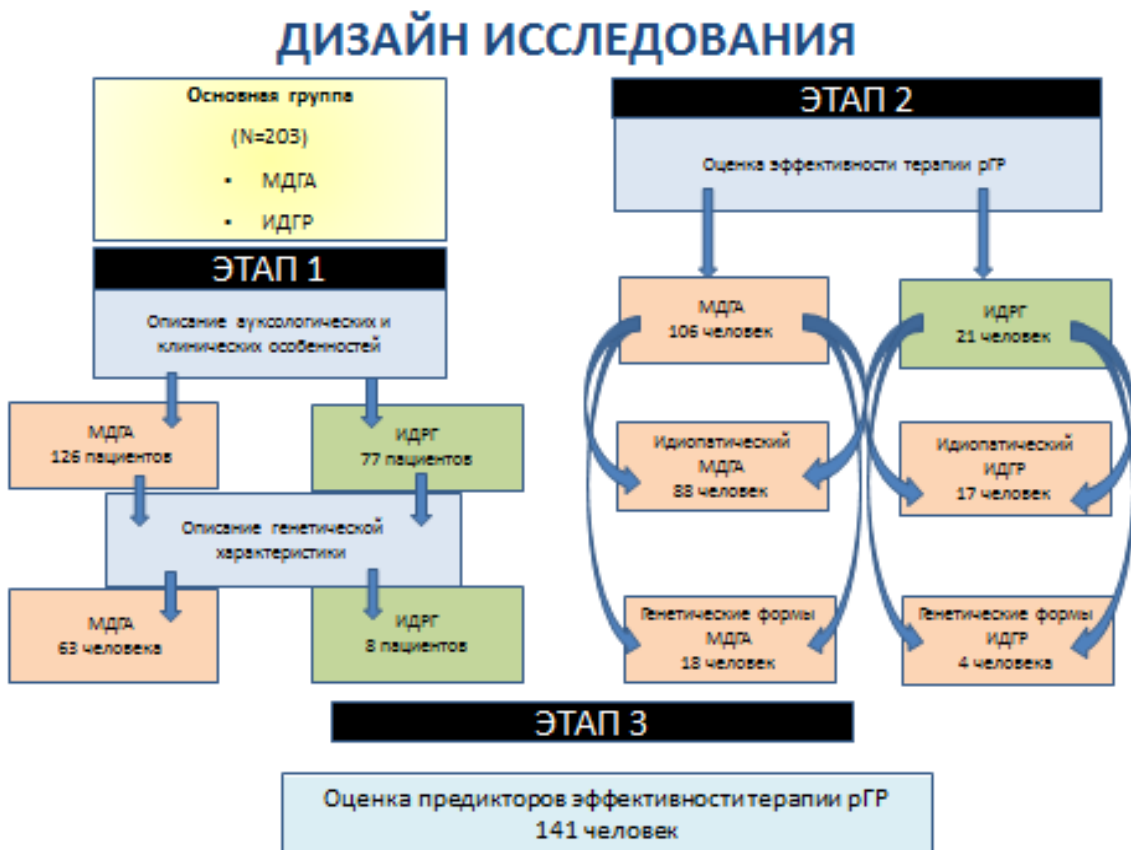 ДИЗАЙН ИССЛЕДОВАНИЯ
Основная группа
(N=203)
• МДГА
• ИДГР
ЭТАП 1
Описание ауксологических и
клинических особенностей
МДГА
126 пациентов
ИДРГ
77 пациентов
Описание генетической
характеристики
МДГА
63 человека
ИДРГ
8 пациентов
ЭТАП 2
Оценка эффективности терапии рГР
МДГА
106 человек
ИДРГ
21 человек
Идиопатический
МДГА
88 человек
Идиопатический
ИДГР
17 человек
Генетические формы
МДГА
18 человек
Генетические формы
ИДГР
4 человека
ЭТАП 3
Оценка предикторов эффективности терапии рГР
141 человек